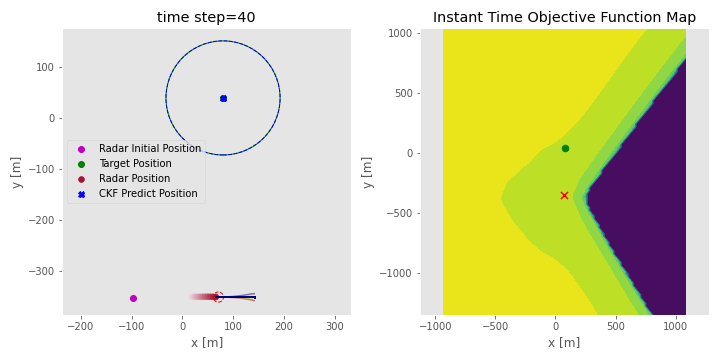 time step=40
y [m]
100
0
−100
−200
−300
Radar Initial Position
Target Position
Radar Position
CKF Predict Position
−200
−100
0
100
200
300
x [m]
Instant Time Objective Function Map
y [m]
1000
500
0
−500
−1000
−1000
−500
0
500
1000
x [m]